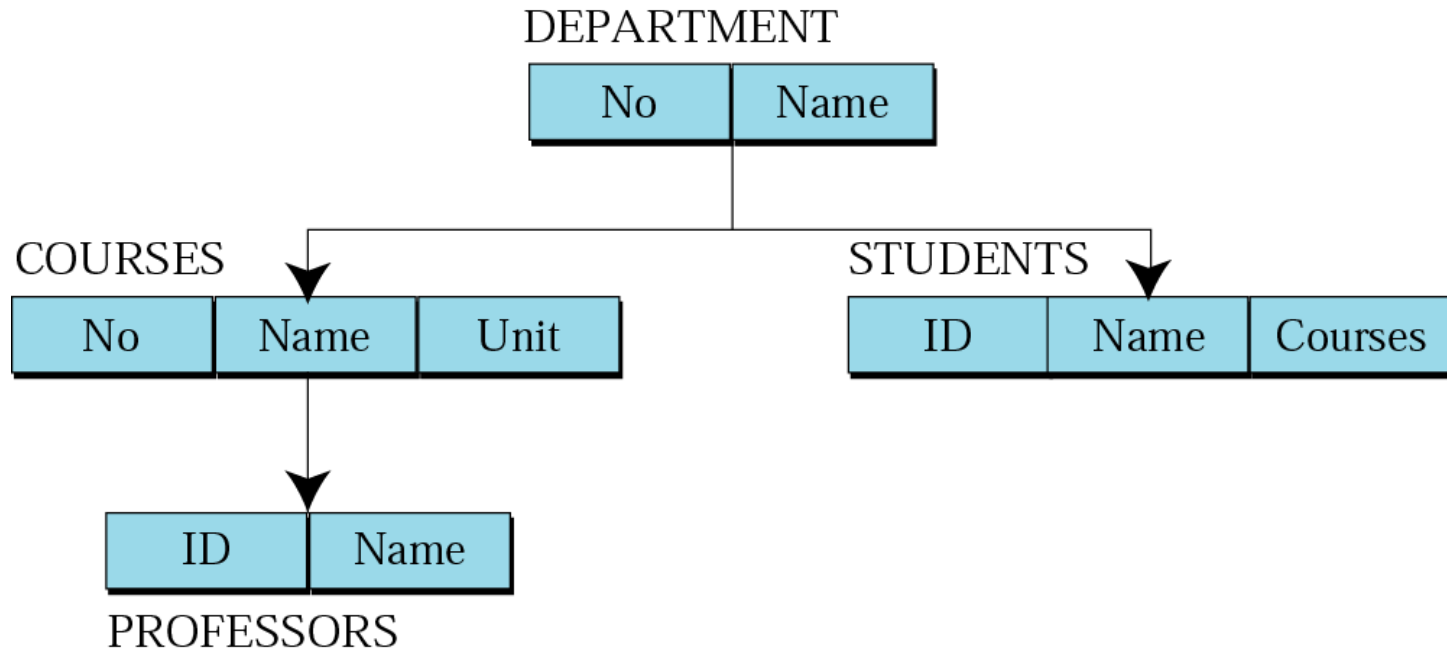 DEPARTMENT
No Name
COURSES
No Name Unit
STUDENTS
ID Name Courses
ID Name
PROFESSORS